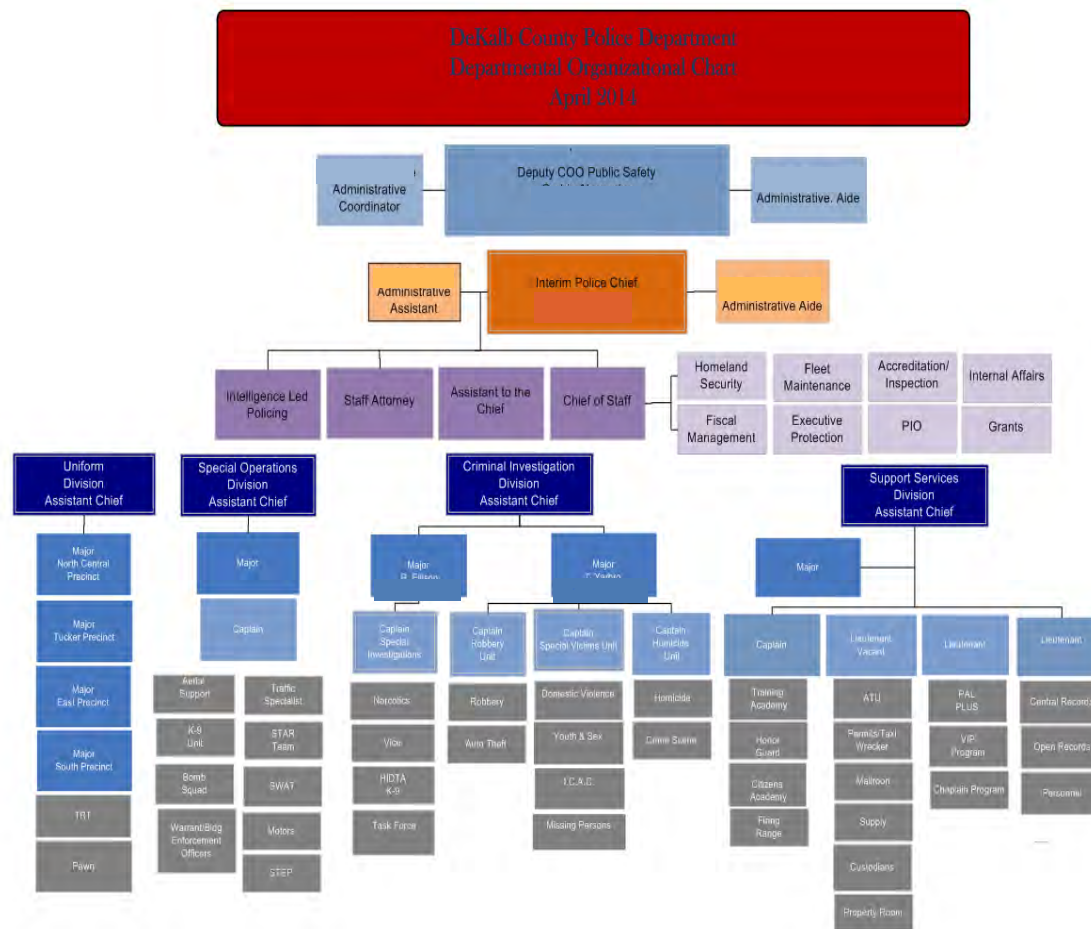 DeKalb County Police Department
Departmental Organizational Chart
April 2014
Administrative
Coordinator
Deputy COO Public Safety
Administrative. Aide
Administrative
Assistant
Interim Police Chief
Administrative Aide
Intelligence Led
Policing
Staff Attorney
Assistant to the
Chief
Chief of Staff
Homeland
Security
Fleet
Maintenance
Accreditation/
Inspection
Internal Affairs
Fiscal
Management
Executive
Protection
PIO
Grants
Uniform
Division
Assistant Chief
Special Operations
Division
Assistant Chief
Criminal Investigation
Division
Assistant Chief
Support Services
Division
Assistant Chief
Major
North Central
Precinct
Major
Tucker Precinct
Major
East Precinct
Major
South Precinct
TRT
Pawn
Major
Captain
Aerial
Support
K-9
Unit
Bomb
Squad
Warrant/Bldg
Enforcement
Officers
Traffic
Specialist
STAR
Team
SWAT
Motors
STEP
Major
Major
Captain
Special
Investigations
Narcotics
Vice
HIDTA
K-9
Task Force
Captain
Robbery
Unit
Robbery
Auto Theft
Captain
Special Victims Unit
Domestic Violence
Youth & Sex
I.C.A.C.
Missing Persons
Captain
Homicide
Unit
Homicide
Crime Scene
Major
Captain
Training
Academy
Honor
Guard
Citizens
Academy
Firing
Range
Lieutenant
Vacant
ATU
Permits/Taxi
Wrecker
Mailroom
Supply
Custodians
Property Room
Lieutenant
PAL
PLUS
VIP
Program
Chaplain Program
Lieutenant
Central Records
Open Records
Personnel